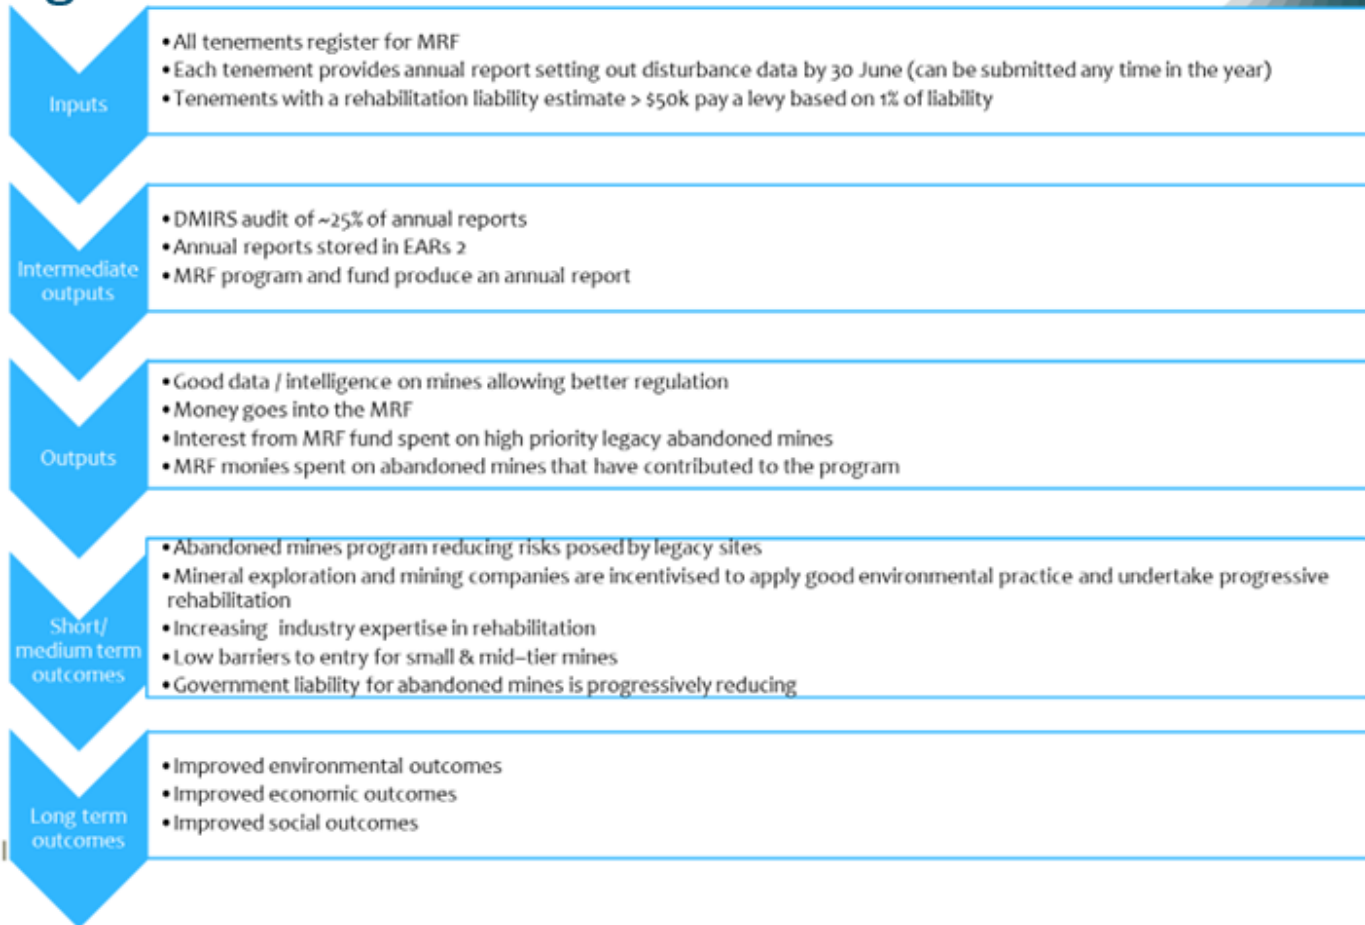 Inputs
•All tenements register for MRF
•Each tenement provides annual report setting out disturbance data by 30 June (can be submitted any time in the year)
•Tenements with a rehabilitation liability estimate > $50k pay a levy based on 1% of liability
Intermediate
outputs
•DMIRS audit of ~25% of annual reports
•Annual reports stored in EARs 2
•MRF program and fund produce an annual report
Outputs
•Good data / intelligence on mines allowing better regulation
•Money goes into the MRF
•Interest from MRF fund spent on high priority legacy abandoned mines
•MRF monies spent on abandoned mines that have contributed to the program
Short/
medium term
outcomes
•Abandoned mines program reducing risks posed by legacy sites
•Mineral exploration and mining companies are incentivised to apply good environmental practice and undertake progressive
rehabilitation
•Increasing industry expertise in rehabilitation
•Low barriers to entry for small & mid–tier mines
•Government liability for abandoned mines is progressively reducing
Long term
outcomes
•Improved environmental outcomes
•Improved economic outcomes
•Improved social outcomes